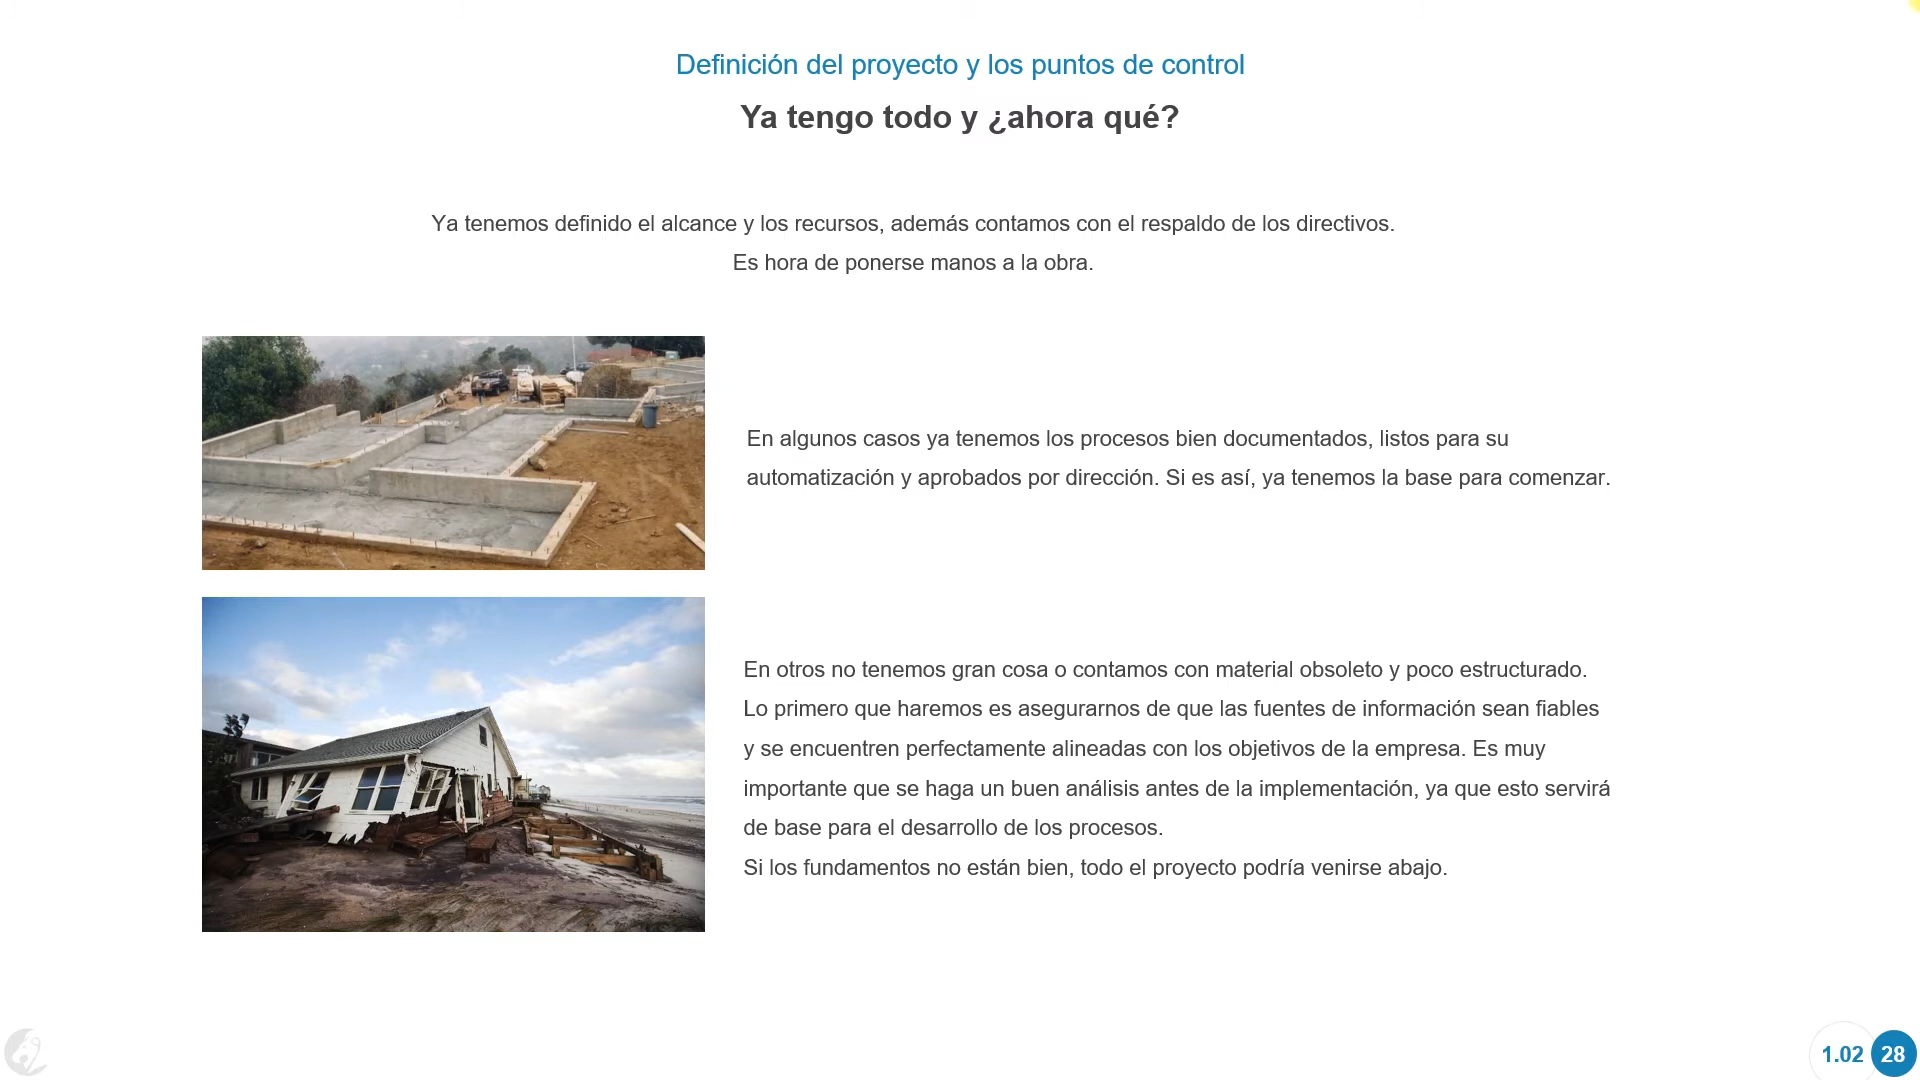 Definición del proyecto y los puntos de control
Ya tengo todo y ¿ahora qué?
Ya tenemos definido el alcance y los recursos, además contamos con el respaldo de los directivos.
Es hora de ponerse manos a la obra.
En algunos casos ya tenemos los procesos bien documentados, listos para su
automatización y aprobados por dirección. Si es así, ya tenemos la base para comenzar.
En otros no tenemos gran cosa o contamos con material obsoleto y poco estructurado.
Lo primero que haremos es asegurarnos de que las fuentes de información sean fiables
y se encuentren perfectamente alineadas con los objetivos de la empresa. Es muy
importante que se haga un buen análisis antes de la implementación, ya que esto servirá
de base para el desarrollo de los procesos.
Si los fundamentos no están bien, todo el proyecto podría venirse abajo.
1.02 28